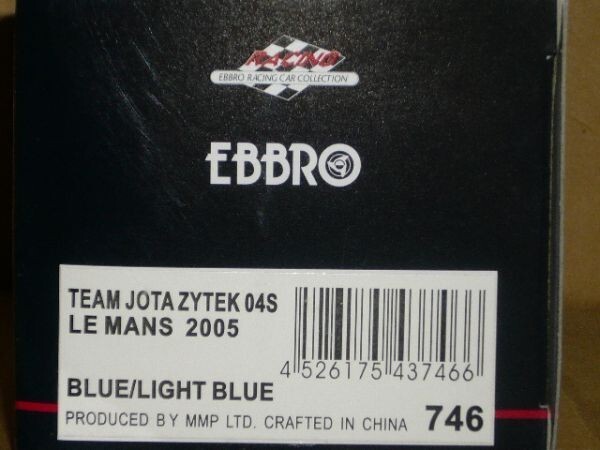 RACING
EBBRO RACING CAR COLLECTION
EBBRO
TEAM JOTA ZYTEK 04S
LE MANS 2005
4 526175 437466
BLUE/LIGHT BLUE
PRODUCED BY MMP LTD. CRAFTED IN CHINA 746